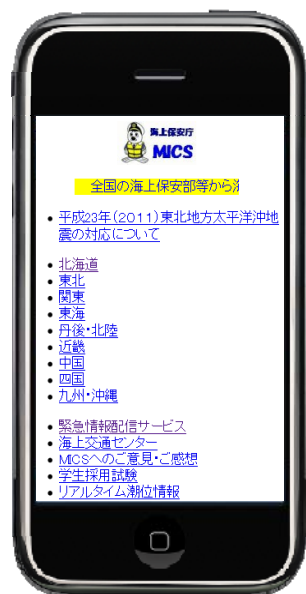 海上保安庁
MICS
全国の海上保安部等から
平成23年（2011）東北地方太平洋沖地
震の対応について
北海道
東北
関東
東海
丹後・北陸
近畿
中国
四国
九州・沖縄
緊急情報配信サービス
海上交通センター
MICSへのご意見・ご感想
学生採用試験
リアルタイム潮位情報